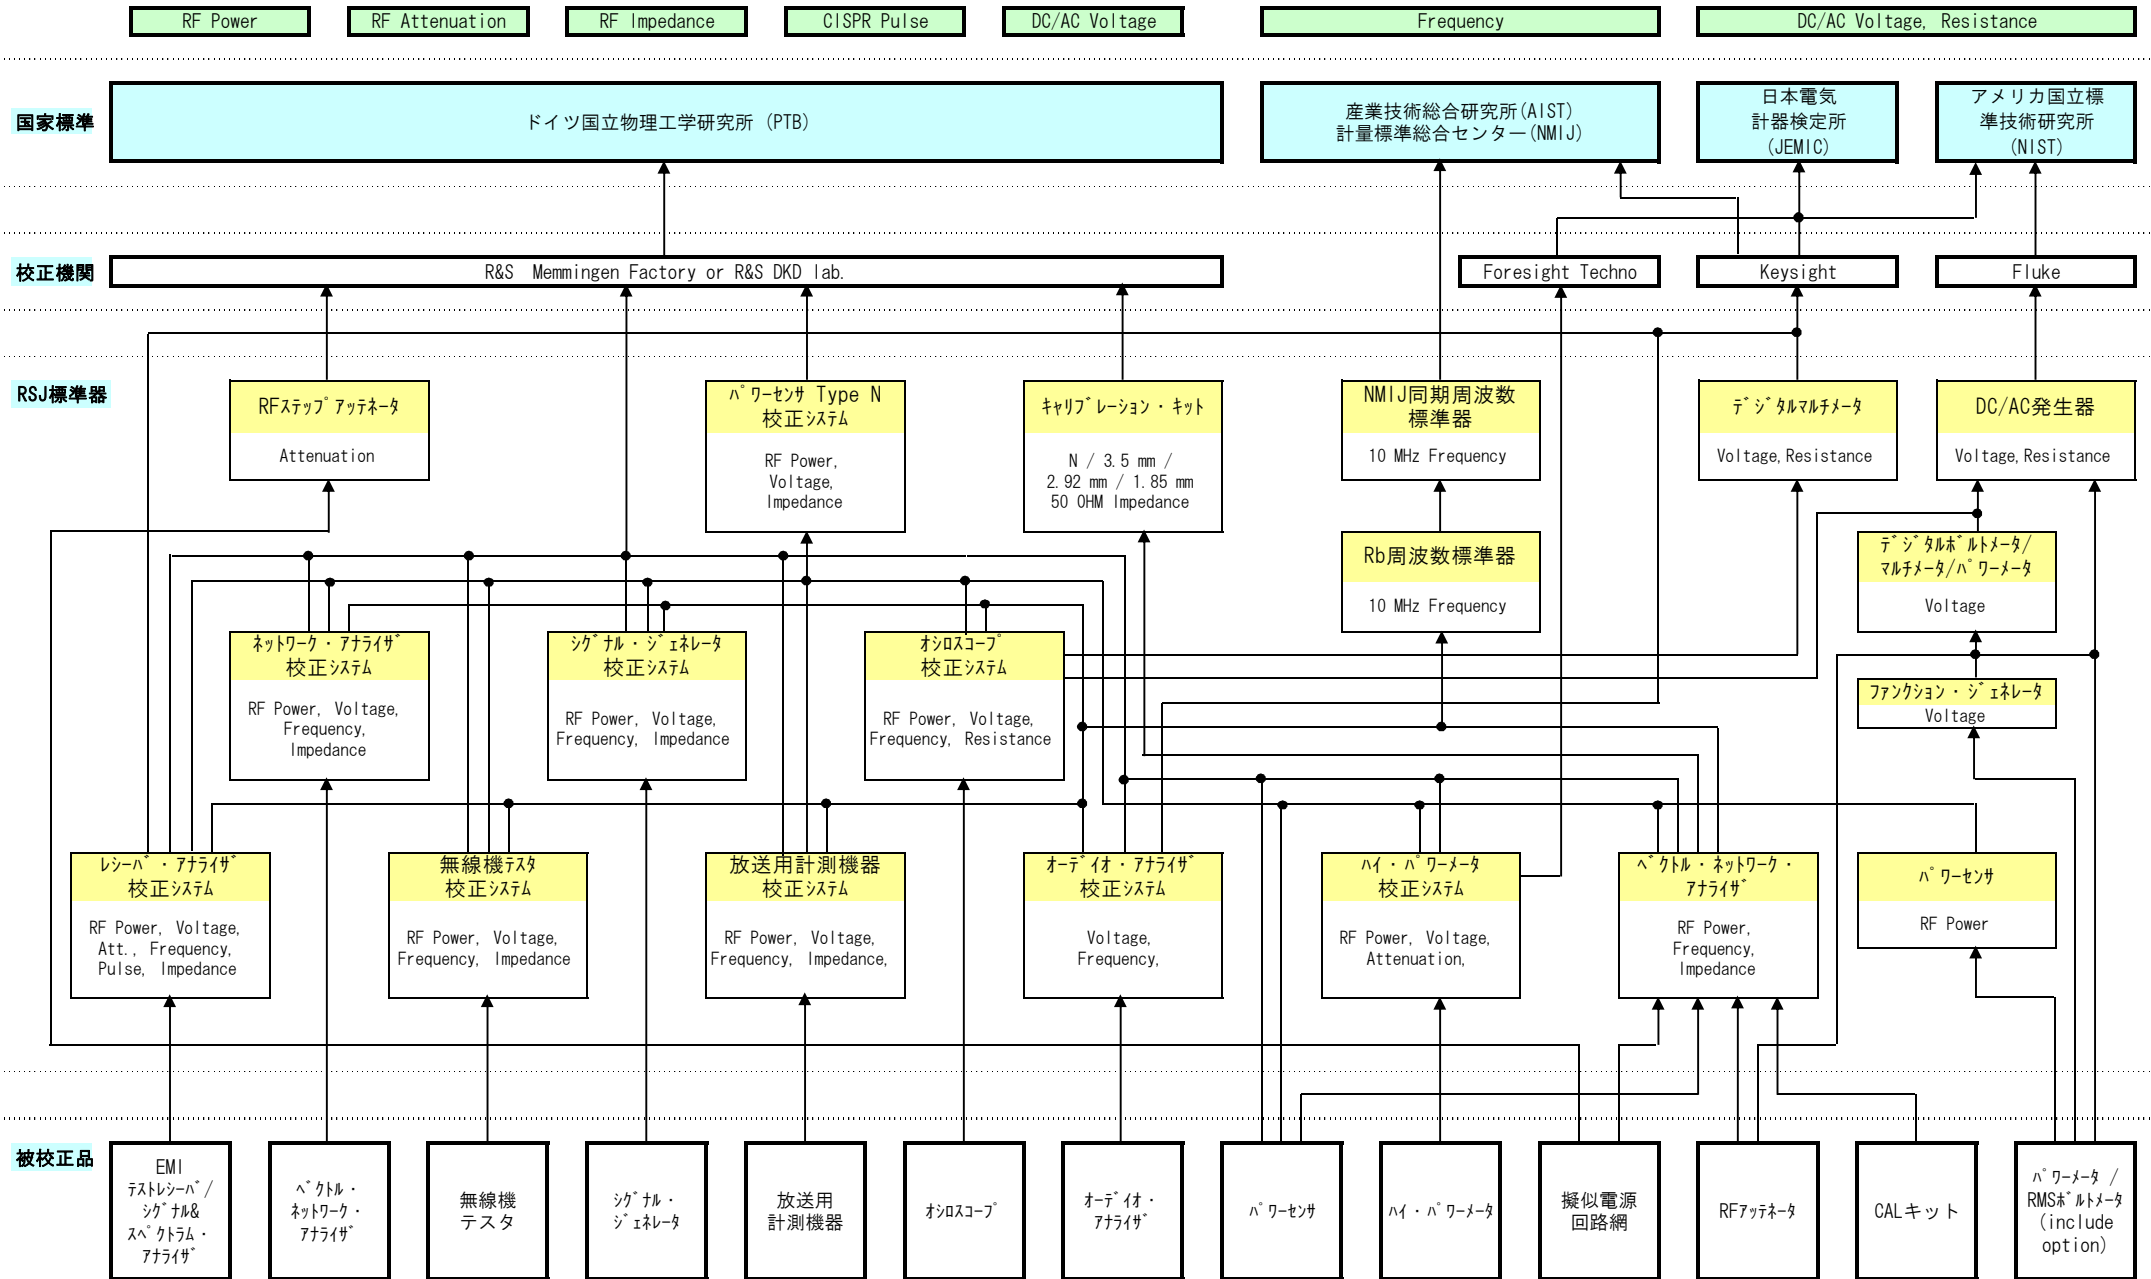 RF Power
RF Attenuation
RF Impedance
CISPR Pulse
DC/AC Voltage
Frequency
DC/AC Voltage, Resistance
国家標準
ドイツ国立物理工学研究所 (PTB)
産業技術総合研究所(AIST)
計量標準総合センター(NMIJ)
日本電気
計器検定所
(JEMIC)
アメリカ国立標
準技術研究所
(NIST)
校正機関
R&S Memmingen Factory or R&S DKD lab.
Foresight Techno
Keysight
Fluke
RSJ標準器
RFｽﾃｯﾌﾟｱｯﾃﾈｰﾀ
Attenuation
ﾊﾟﾜｰｾﾝｻ Type N
校正ｼｽﾃﾑ
RF Power,
Voltage,
Impedance
ｷｬﾘﾌﾞﾚｰｼｮﾝ・ｷｯﾄ
N / 3.5 mm /
2.92 mm / 1.85 mm
50 OHM Impedance
NMIJ同期周波数
標準器
10 MHz Frequency
ﾃﾞｼﾞﾀﾙﾏﾙﾁﾒｰﾀ
Voltage,Resistance
DC/AC発生器
Voltage,Resistance
Rb周波数標準器
10 MHz Frequency
ﾃﾞｼﾞﾀﾙﾎﾞﾙﾄﾒｰﾀ/
ﾏﾙﾁﾒｰﾀ/ﾊﾟﾜｰﾒｰﾀ
Voltage
ﾈｯﾄﾜｰｸ・ｱﾅﾗｲｻﾞ
校正ｼｽﾃﾑ
RF Power, Voltage,
Frequency,
Impedance
ｼｸﾞﾅﾙ・ｼﾞｪﾈﾚｰﾀ
校正ｼｽﾃﾑ
RF Power, Voltage,
Frequency, Impedance
ｵｼﾛｽｺｰﾌﾟ
校正ｼｽﾃﾑ
RF Power, Voltage,
Frequency, Resistance
ﾌｧﾝｸｼｮﾝ・ｼﾞｪﾈﾚｰﾀ
Voltage
ﾚｼｰﾊﾞ・ｱﾅﾗｲｻﾞ
校正ｼｽﾃﾑ
RF Power, Voltage,
Att., Frequency,
Pulse, Impedance
無線機ﾃｽﾀ
校正ｼｽﾃﾑ
RF Power, Voltage,
Frequency, Impedance
放送用計測機器
校正ｼｽﾃﾑ
RF Power, Voltage,
Frequency, Impedance,
ｵｰﾃﾞｨｵ・ｱﾅﾗｲｻﾞ
校正ｼｽﾃﾑ
Voltage,
Frequency,
ﾊｲ・ﾊﾟﾜｰﾒｰﾀ
校正ｼｽﾃﾑ
RF Power, Voltage,
Attenuation,
ﾍﾞｸﾄﾙ・ﾈｯﾄﾜｰｸ・
ｱﾅﾗｲｻﾞ
RF Power,
Frequency,
Impedance
ﾊﾟﾜｰｾﾝｻ
RF Power
被校正品
EMI
ﾃｽﾄﾚｼｰﾊﾞ/
ｼｸﾞﾅﾙ&
ｽﾍﾟｸﾄﾗﾑ・
ｱﾅﾗｲｻﾞ
ﾍﾞｸﾄﾙ・
ﾈｯﾄﾜｰｸ・
ｱﾅﾗｲｻﾞ
無線機
テスタ
ｼｸﾞﾅﾙ・
ｼﾞｪﾈﾚｰﾀ
放送用
計測機器
ｵｼﾛｽｺｰﾌﾟ
ｵｰﾃﾞｨｵ・
ｱﾅﾗｲｻﾞ
ﾊﾟﾜｰｾﾝｻ
ﾊｲ・ﾊﾟﾜｰﾒｰﾀ
擬似電源
回路網
RFｱｯﾃﾈｰﾀ
CALキット
ﾊﾟﾜｰﾒｰﾀ /
RMSﾎﾞﾙﾄﾒｰﾀ
(include
option)